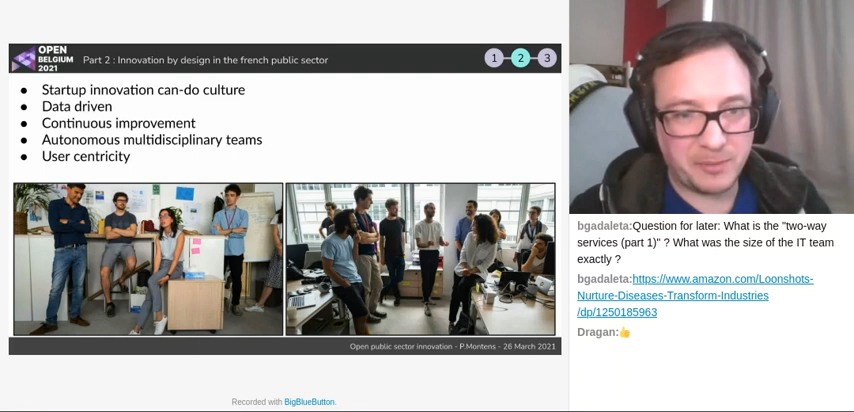 OPEN
BELGIUM
2021
Part 2 : Innovation by design in the french public sector
1
2
3
● Startup innovation can-do culture
● Data driven
● Continuous improvement
● Autonomous multidisciplinary teams
● User centricity
Open public sector innovation - P.Montens - 26 March 2021
Recorded with BigBlueButton.
bgadaleta:Question for later: What is the "two-way
services (part 1)" ? What was the size of the IT team
exactly ?
bgadaleta:https://www.amazon.com/Loonshots-
Nurture-Diseases-Transform-Industries
/dp/1250185963
Dragan:👍